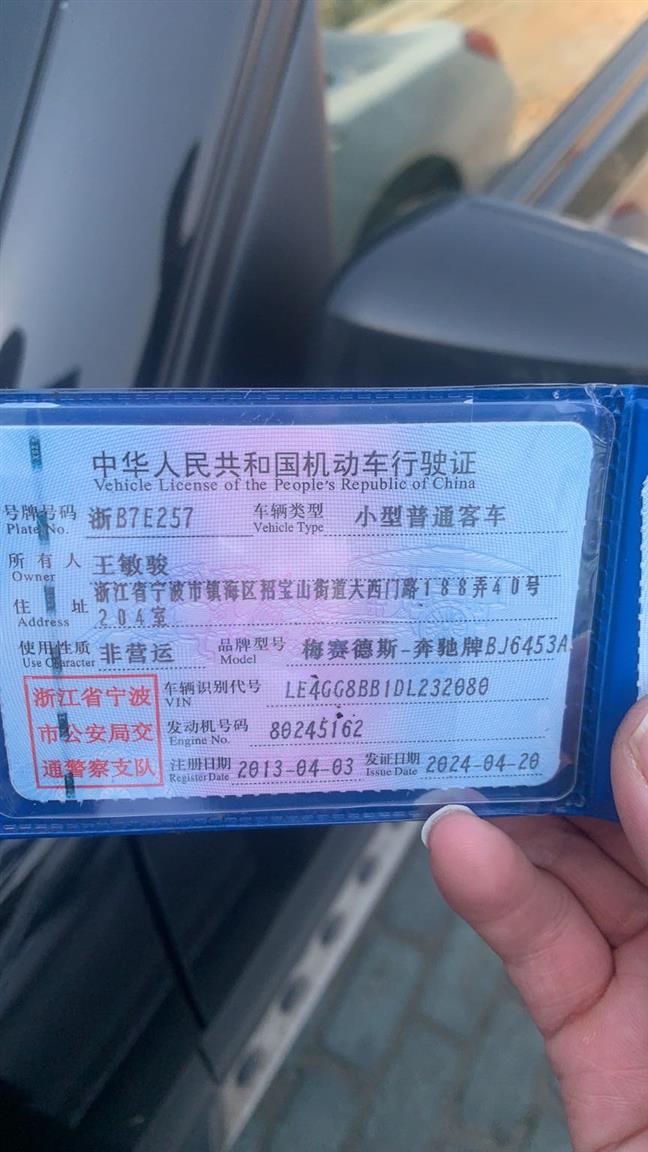 中华人民共和国机动车行驶证
Vehicle License of the People's Republic of China
号牌号码 浙B7E257 车辆类型 小型普通客车
Plate No. Vehicle Type
所有人 王敏骏
Owner
住址 浙江省宁波市镇海区招宝山街道大西门路188弄40号
Address 204室
使用性质 非营运 品牌型号 梅赛德斯-奔驰牌BJ6453A
Use Character Model
浙江省宁波
市公安局交
通警察支队
车辆识别代号 LE4GG8BB1DL232080
VIN
发动机号码 80245162
Engine No.
注册日期 2013-04-03 发证日期 2024-04-20
Register Date Issue Date